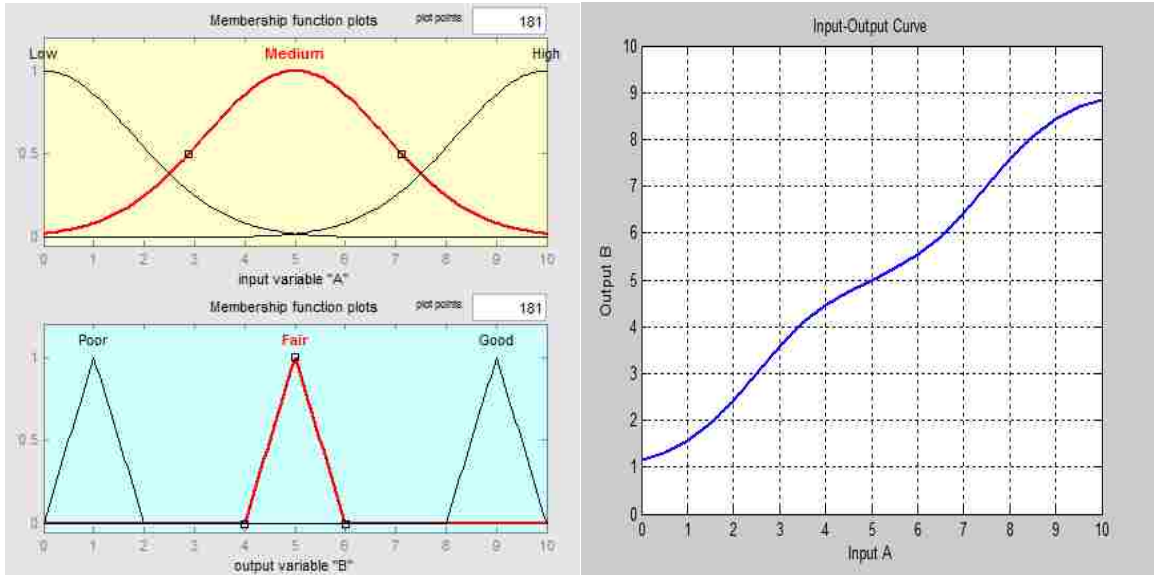 Membership function plots
plot points:
181
Low
Medium
High
1
0.5
0
0 1 2 3 4 5 6 7 8 9 10
input variable "A"
Membership function plots
plot points:
181
Poor
Fair
Good
1
0.5
0
0 1 2 3 4 5 6 7 8 9 10
output variable "B"
Input-Output Curve
10
9
8
7
6
5
4
3
2
1
0
Output B
0 1 2 3 4 5 6 7 8 9 10
Input A